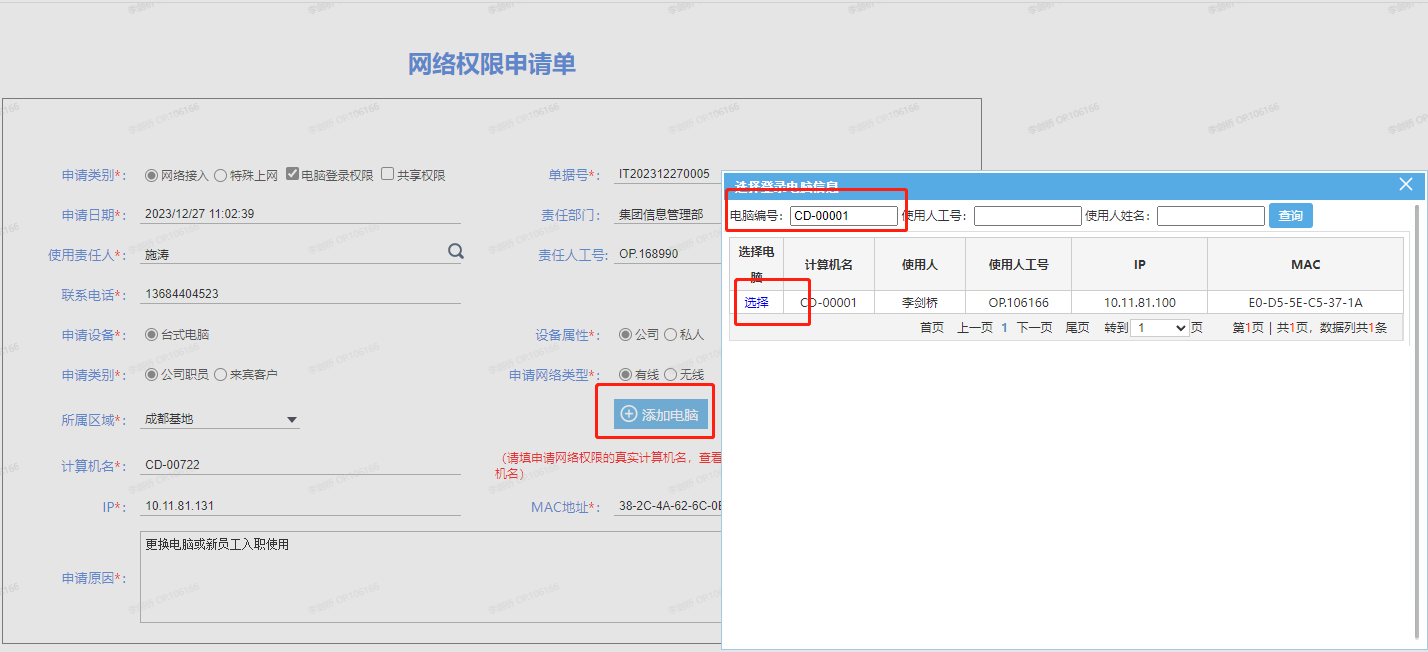 网络权限申请单
申请类别*： 网络接入 特殊上网 电脑登录权限 共享权限 单据号*： IT202312270005
申请日期*： 2023/12/27 11:02:39 责任部门： 集团信息管理部
使用责任人*： 施涛 责任人工号: OP.168990
联系电话*： 13684404523
申请设备*： 台式电脑 设备属性*： 公司 私人
申请类别*： 公司职员 来宾客户 申请网络类型*： 有线 无线
所属区域*： 成都基地 添加电脑
计算机名*： CD-00722 （请填申请网络权限的真实计算机名，查看
机名）
IP*： 10.11.81.131 MAC地址*： 38-2C-4A-62-6C-0
申请原因*： 更换电脑或新员工入职使用
选择登录电脑信息
电脑编号： CD-00001 使用人工号： 使用人姓名： 查询
选择电脑 计算机名 使用人 使用人工号 IP MAC
选择 CD-00001 李剑桥 OP.106166 10.11.81.100 E0-D5-5E-C5-37-1A
首页 上一页 1 下一页 尾页 转到 1 页 第1页 | 共1页，数据列共1条